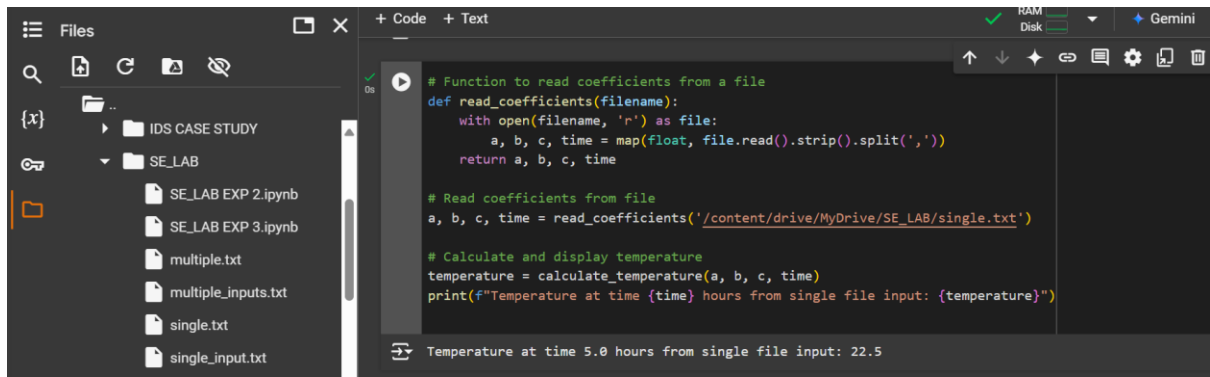 Files
..
IDS CASE STUDY
SE_LAB
SE_LAB EXP 2.ipynb
SE_LAB EXP 3.ipynb
multiple.txt
multiple_inputs.txt
single.txt
single_input.txt
{x}
+ Code + Text
RAM
Disk
Gemini
0s
# Function to read coefficients from a file
def read_coefficients(filename):
    with open(filename, 'r') as file:
        a, b, c, time = map(float, file.read().strip().split(','))
    return a, b, c, time
# Read coefficients from file
a, b, c, time = read_coefficients('/content/drive/MyDrive/SE_LAB/single.txt')
# Calculate and display temperature
temperature = calculate_temperature(a, b, c, time)
print(f"Temperature at time {time} hours from single file input: {temperature}")
Temperature at time 5.0 hours from single file input: 22.5